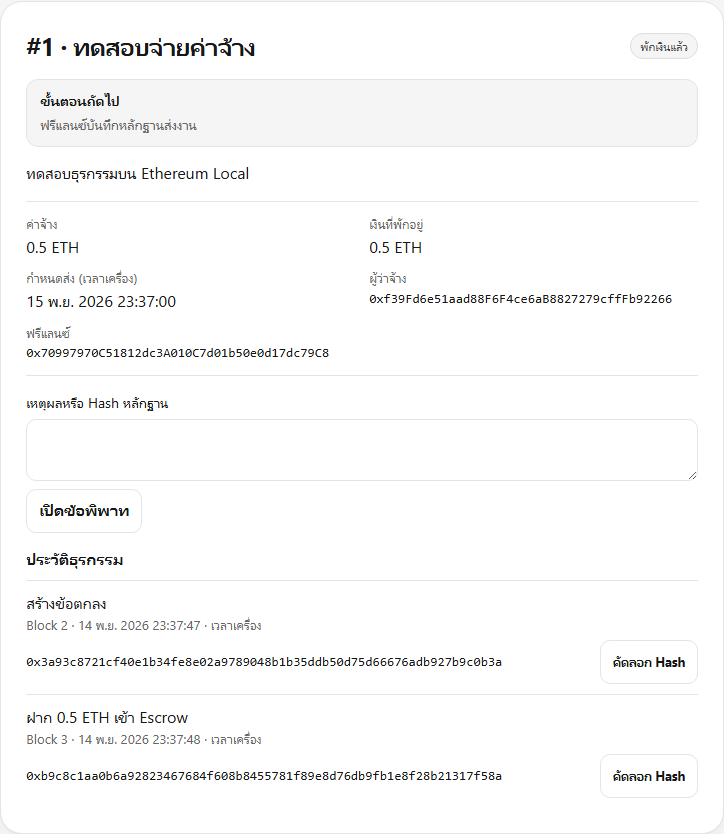 #1 · ทดสอบจ่ายค่าจ้าง
พักเงินแล้ว
ขั้นตอนถัดไป
ฟรีแลนซ์บันทึกหลักฐานส่งงาน
ทดสอบธุรกรรมบน Ethereum Local
ค่าจ้าง
0.5 ETH
เงินที่พักอยู่
0.5 ETH
กำหนดส่ง (เวลาเครื่อง)
15 พ.ย. 2026 23:37:00
ผู้ว่าจ้าง
0xf39Fd6e51aad88F6F4ce6aB8827279cffFb92266
ฟรีแลนซ์
0x70997970C51812dc3A010C7d01b50e0d17dc79C8
เหตุผลหรือ Hash หลักฐาน
เปิดข้อพิพาท
ประวัติธุรกรรม
สร้างข้อตกลง
Block 2 · 14 พ.ย. 2026 23:37:47 · เวลาเครื่อง
0x3a93c8721cf40e1b34fe8e02a9789048b1b35ddb50d75d66676adb927b9c0b3a
คัดลอก Hash
ฝาก 0.5 ETH เข้า Escrow
Block 3 · 14 พ.ย. 2026 23:37:48 · เวลาเครื่อง
0xb9c8c1aa0b6a92823467684f608b8455781f89e8d76db9fb1e8f28b21317f58a
คัดลอก Hash